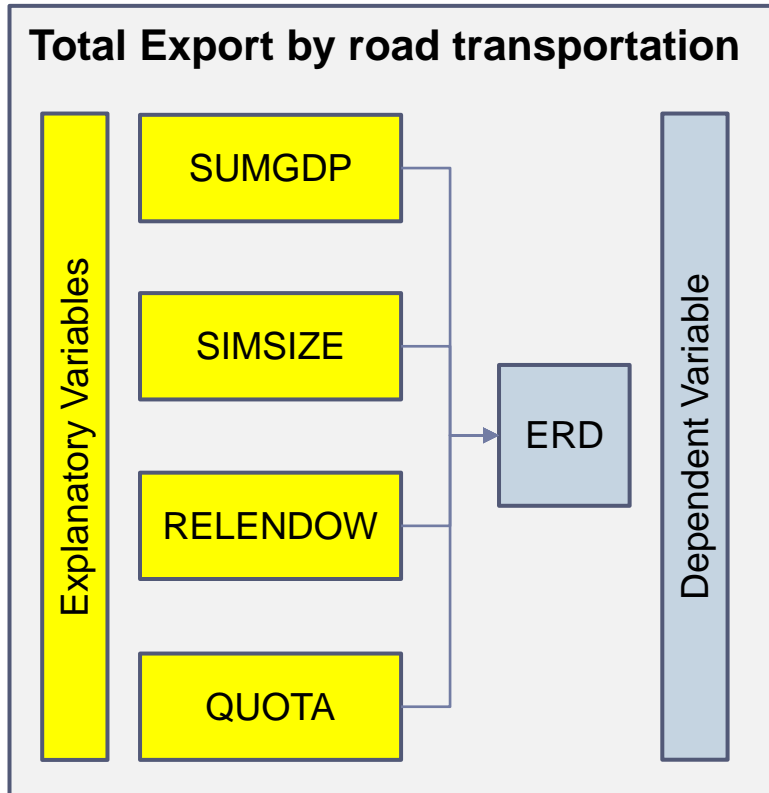 Total Export by road transportation
Explanatory Variables
SUMGDP
SIMSIZE
RELENDOW
QUOTA
ERD
Dependent Variable